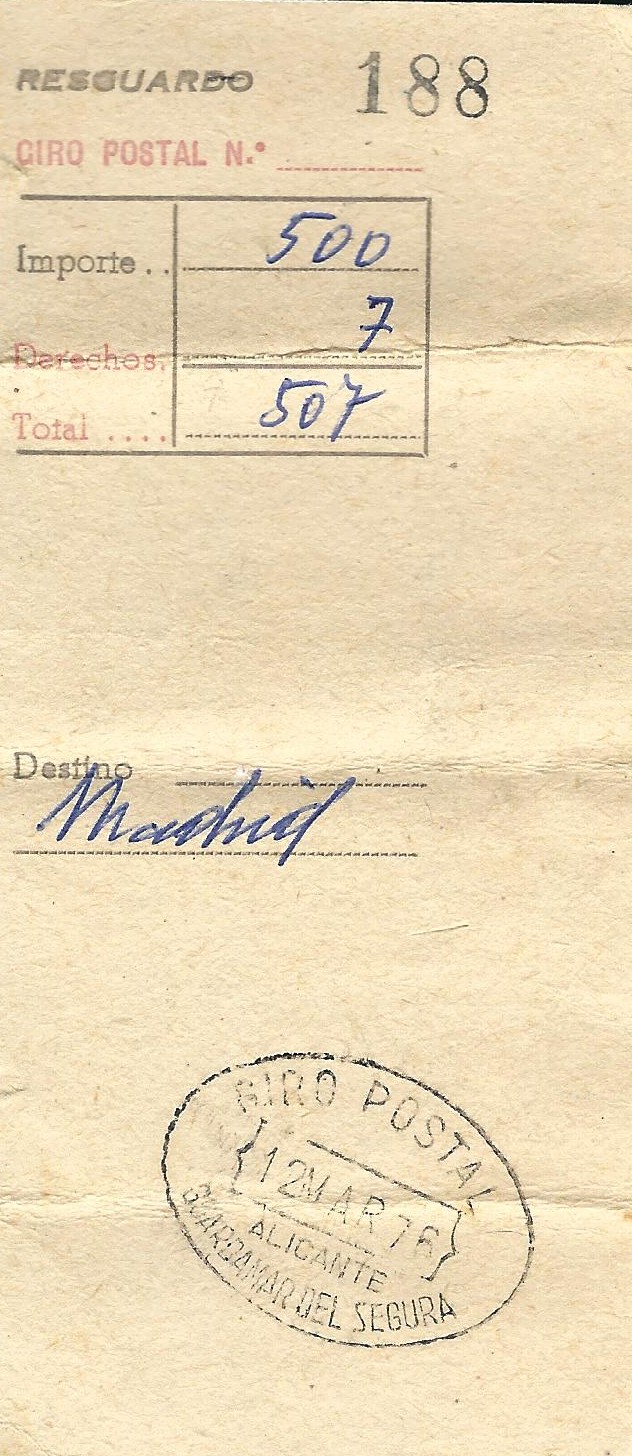 RESGUARDO 188
GIRO POSTAL N.º
Importe.. 500
Derechos. 7
Total .... 507
Destino
Madrid
GIRO POSTAL
12 MAR 76
ALICANTE
GUARDAMAR DEL SEGURA